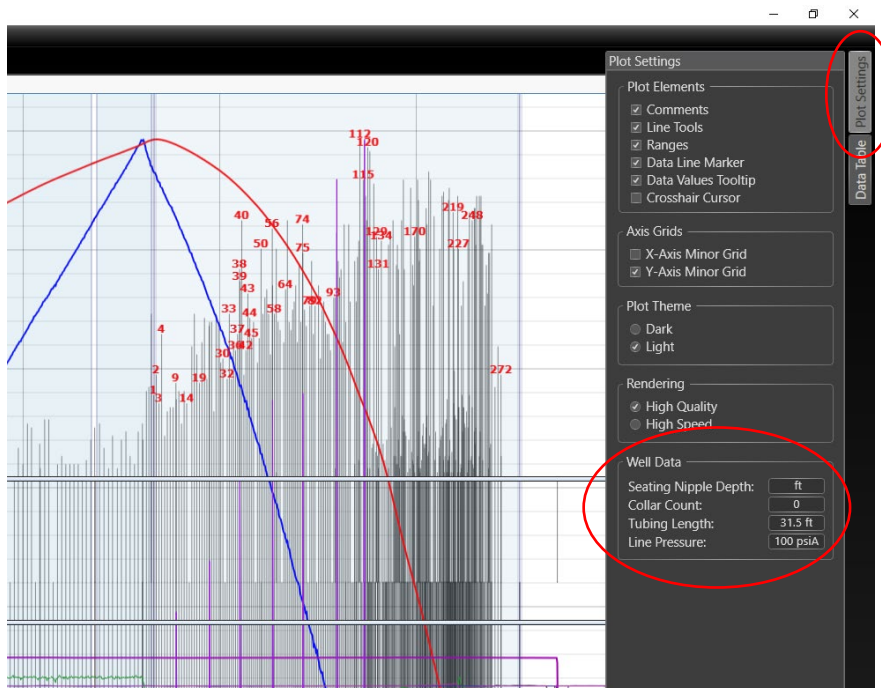 Plot Settings
Plot Settings
Data Table
Plot Elements
Comments
Line Tools
Ranges
Data Line Marker
Data Values Tooltip
Crosshair Cursor
Axis Grids
X-Axis Minor Grid
Y-Axis Minor Grid
Plot Theme
Dark
Light
Rendering
High Quality
High Speed
Well Data
Seating Nipple Depth: ft
Collar Count: 0
Tubing Length: 31.5 ft
Line Pressure: 100 psiA
112
120
115
40
56
74
219
248
129
134
170
50
75
227
38
131
39
43
64
93
33
58
44
4
37
45
42
30
2
32
272
9
19
1
3
14